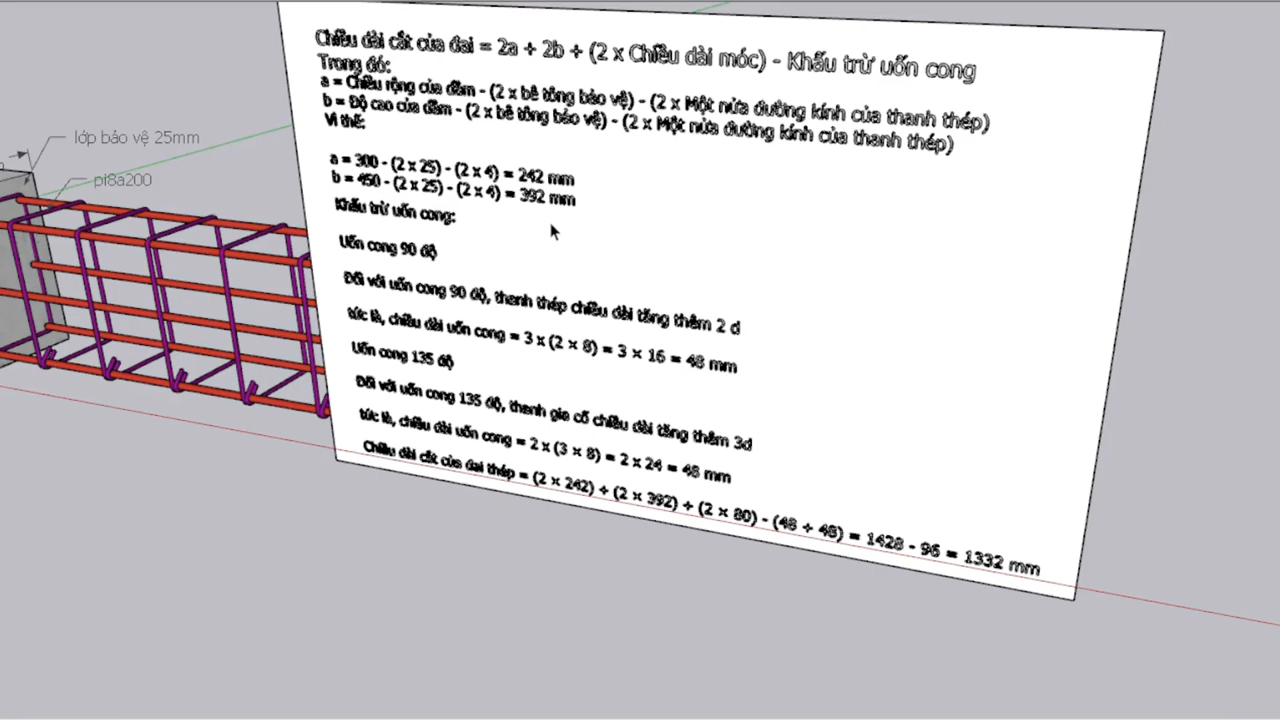 Chiều dài cắt của đai = 2a + 2b + (2 x Chiều dài móc) - Khấu trừ uốn cong
Trong đó:
a = Chiều rộng của dầm - (2 x bê tông bảo vệ) - (2 x Một nửa đường kính của thanh thép)
b = Độ cao của dầm - (2 x bê tông bảo vệ) - (2 x Một nửa đường kính của thanh thép)
Vì thế:
lớp bảo vệ 25mm
pi8a200
a = 300 - (2 x 25) - (2 x 4) = 242 mm
b = 450 - (2 x 25) - (2 x 4) = 392 mm
Khấu trừ uốn cong:
Uốn cong 90 độ
Đối với uốn cong 90 độ, thanh thép chiều dài tăng thêm 2 d
tức là, chiều dài uốn cong = 3 x (2 × 8) = 3 × 16 = 48 mm
Uốn cong 135 độ
Đối với uốn cong 135 độ, thanh gia cố chiều dài tăng thêm 3d
tức là, chiều dài uốn cong = 2 x (3 × 8) = 2 x 24 = 48 mm
Chiều dài cắt của đai thép = (2 × 242) + (2 × 392) + (2 × 80) - (48 + 48) = 1428 - 96 = 1332 mm